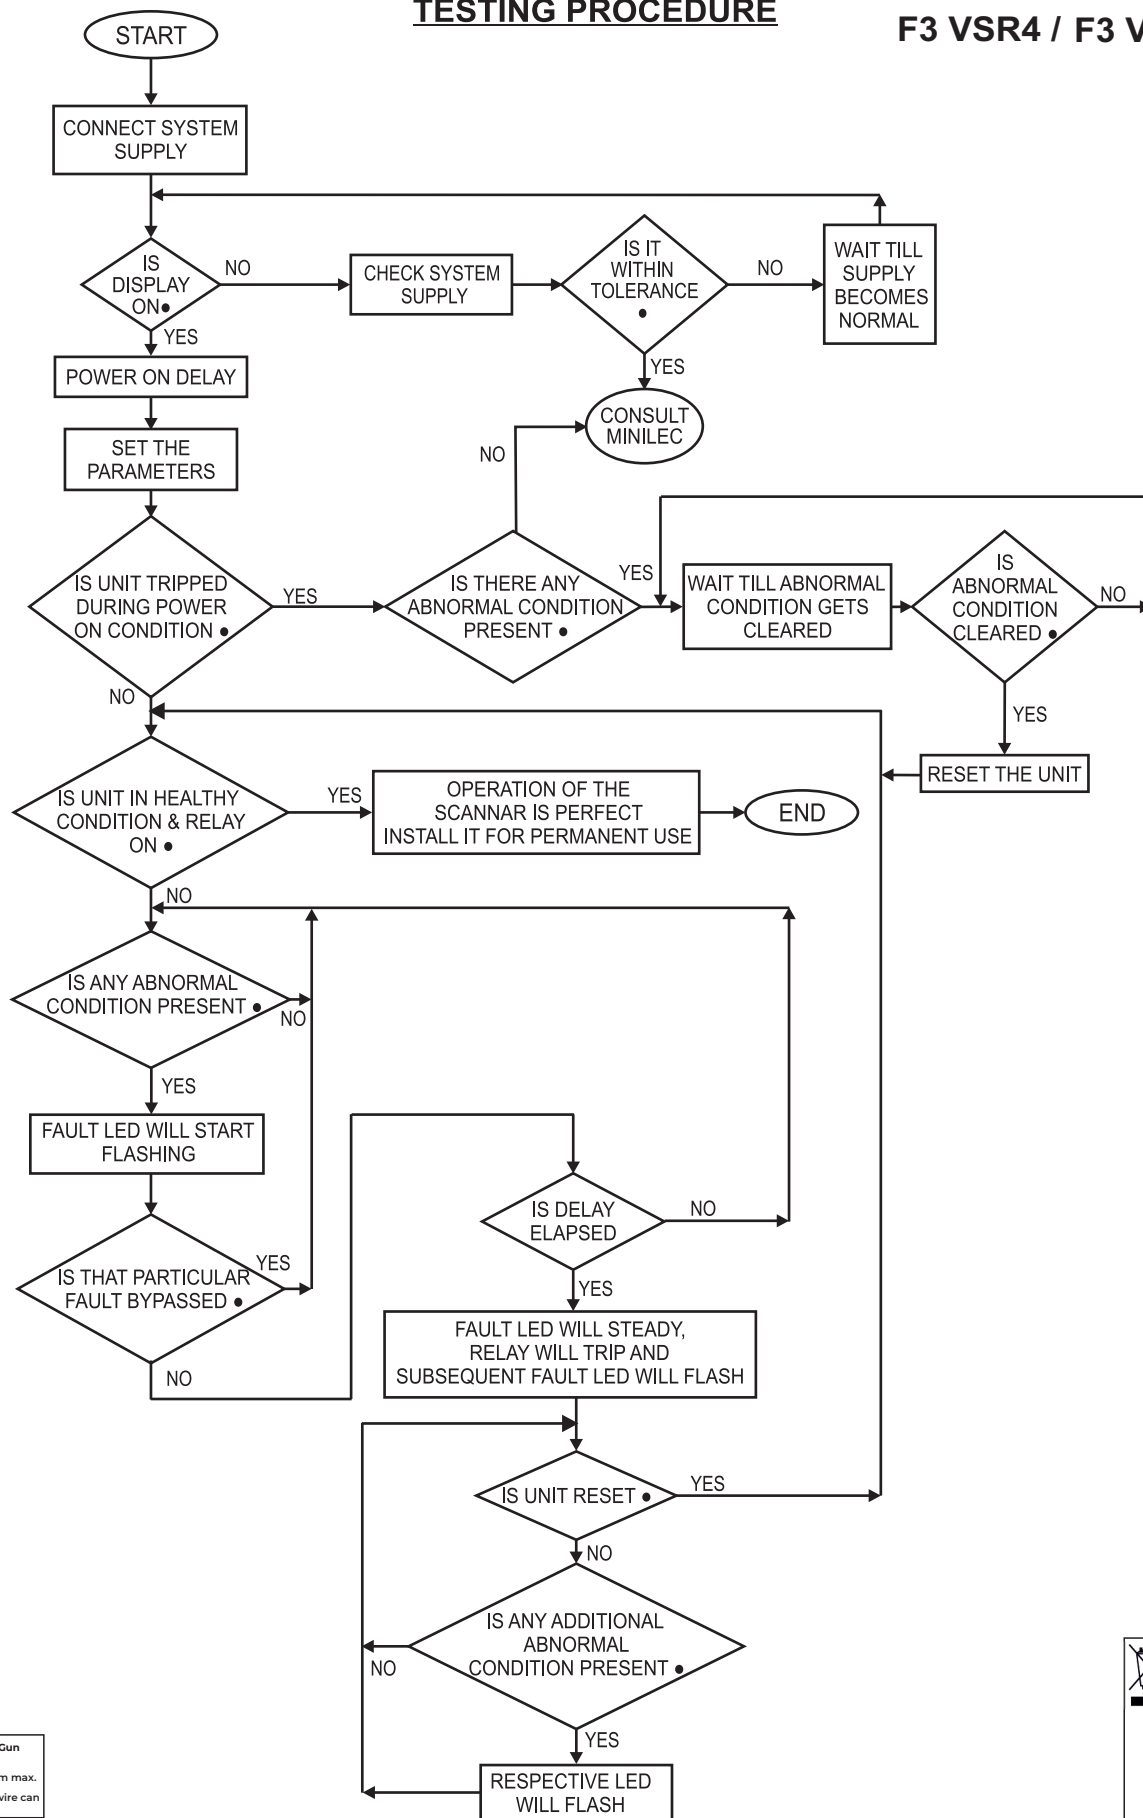 TESTING PROCEDURE
F3 VSR4 / F3 V
START
CONNECT SYSTEM
SUPPLY
IS
DISPLAY
ON●
NO
CHECK SYSTEM
SUPPLY
IS IT
WITHIN
TOLERANCE
●
NO
WAIT TILL
SUPPLY
BECOMES
NORMAL
YES
YES
POWER ON DELAY
CONSULT
MINILEC
SET THE
PARAMETERS
NO
IS UNIT TRIPPED
DURING POWER
ON CONDITION ●
YES
IS THERE ANY
ABNORMAL CONDITION
PRESENT ●
YES
WAIT TILL ABNORMAL
CONDITION GETS
CLEARED
IS
ABNORMAL
CONDITION
CLEARED ●
NO
NO
YES
RESET THE UNIT
IS UNIT IN HEALTHY
CONDITION & RELAY
ON ●
YES
OPERATION OF THE
SCANNAR IS PERFECT
INSTALL IT FOR PERMANENT USE
END
NO
IS ANY ABNORMAL
CONDITION PRESENT ●
NO
YES
FAULT LED WILL START
FLASHING
IS DELAY
ELAPSED
NO
IS THAT PARTICULAR
FAULT BYPASSED ●
YES
YES
NO
FAULT LED WILL STEADY,
RELAY WILL TRIP AND
SUBSEQUENT FAULT LED WILL FLASH
IS UNIT RESET ●
YES
NO
IS ANY ADDITIONAL
ABNORMAL
CONDITION PRESENT ●
NO
YES
RESPECTIVE LED
WILL FLASH
Gun
m max.
wire can